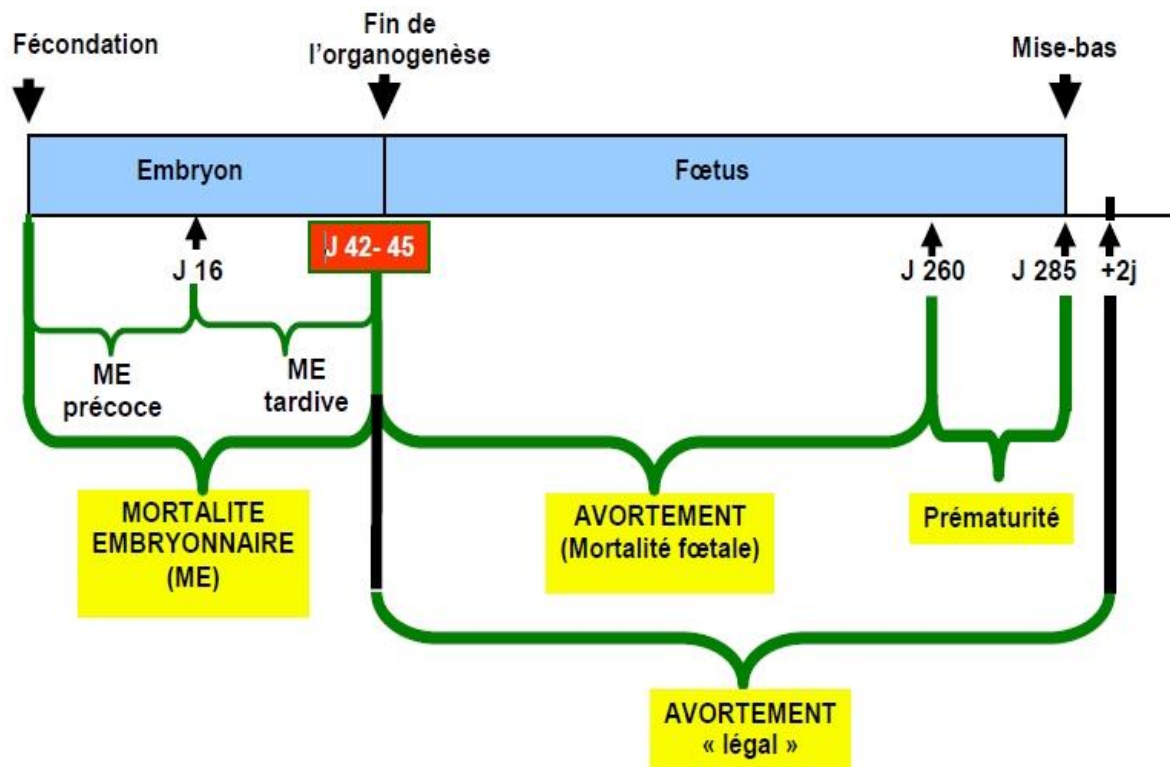 Fécondation
Fin de
l’organogenèse
Mise-bas
Embryon
Fœtus
J 16
J 42- 45
J 260
J 285
+2j
ME
précoce
ME
tardive
MORTALITE
EMBRYONNAIRE
(ME)
AVORTEMENT
(Mortalité fœtale)
Prématurité
AVORTEMENT
« légal »